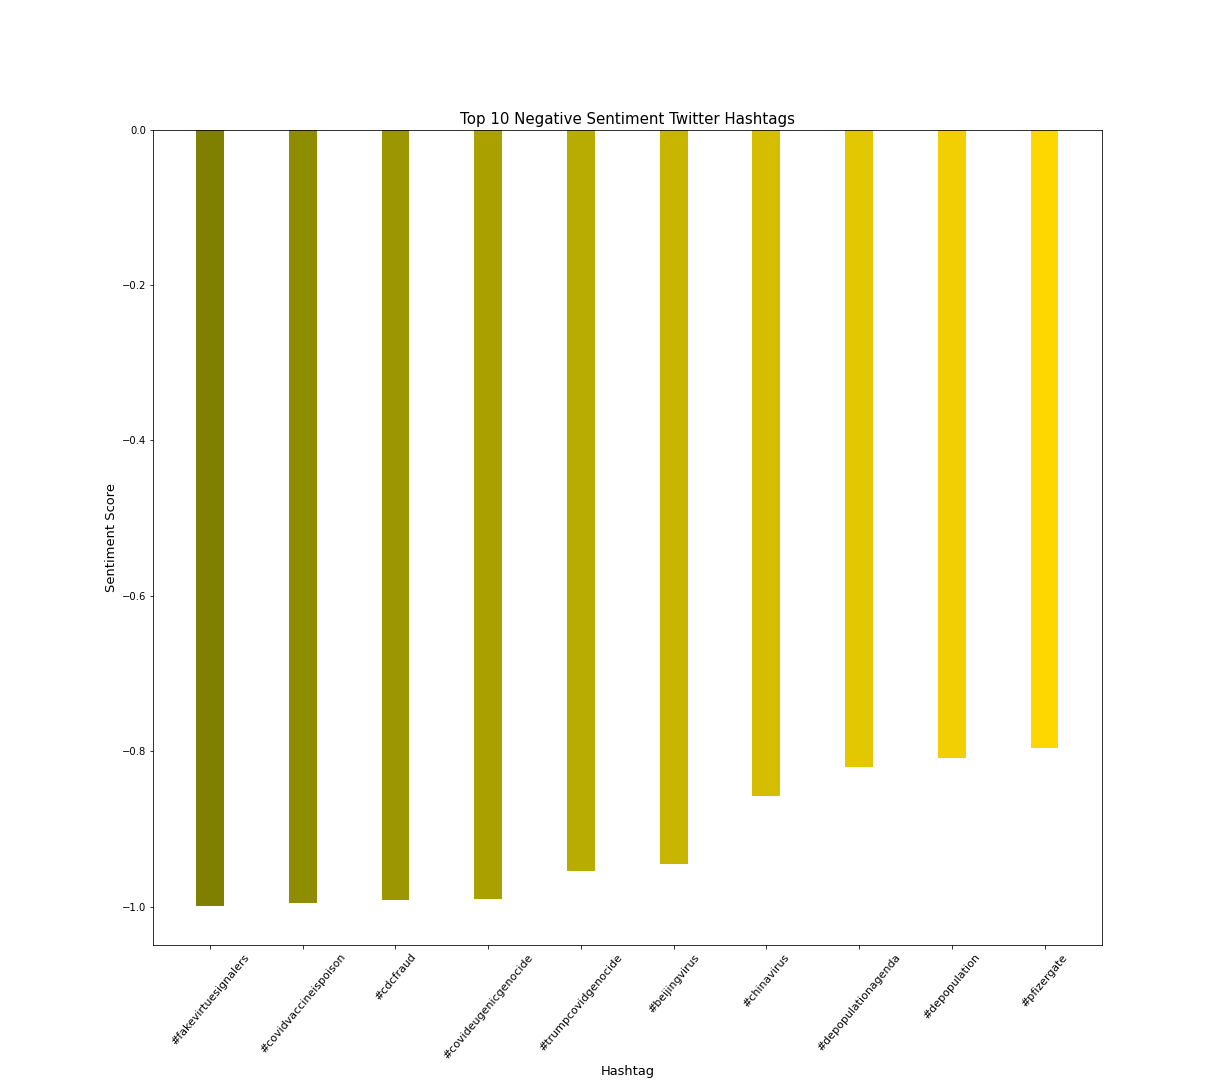 Top 10 Negative Sentiment Twitter Hashtags
0.0
−0.2
−0.4
−0.6
−0.8
−1.0
Sentiment Score
#fakevirtuesignalers
#covidvaccineispoison
#cdcfraud
#covideugenicgenocide
#trumpcovidgenocide
#beijingvirus
#chinavirus
#depopulationagenda
#depopulation
#pfizergate
Hashtag